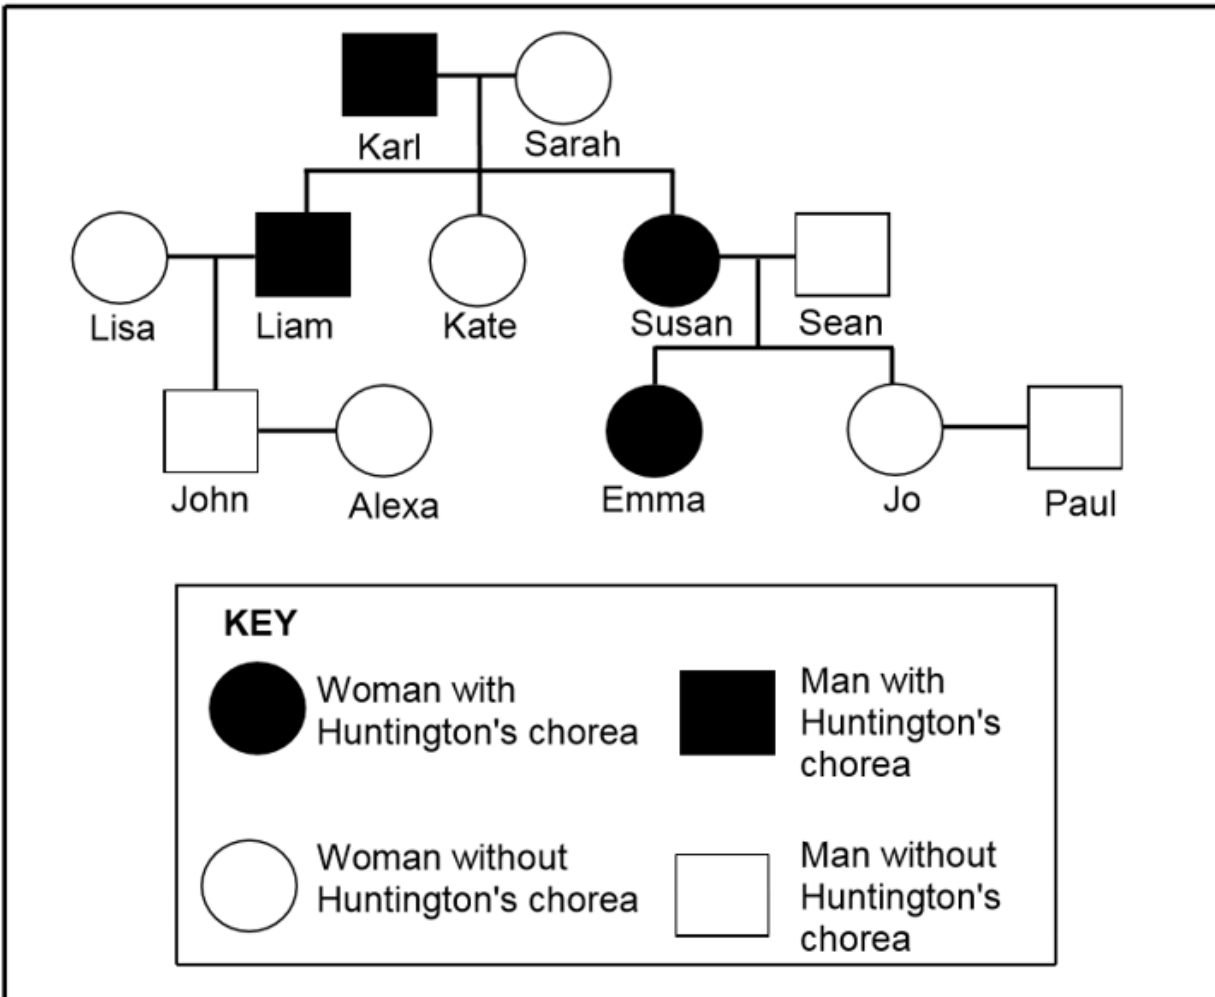 Karl
Sarah
Lisa
Liam
Kate
Susan
Sean
John
Alexa
Emma
Jo
Paul
KEY
Woman with
Huntington's chorea
Man with
Huntington's
chorea
Woman without
Huntington's chorea
Man without
Huntington's
chorea